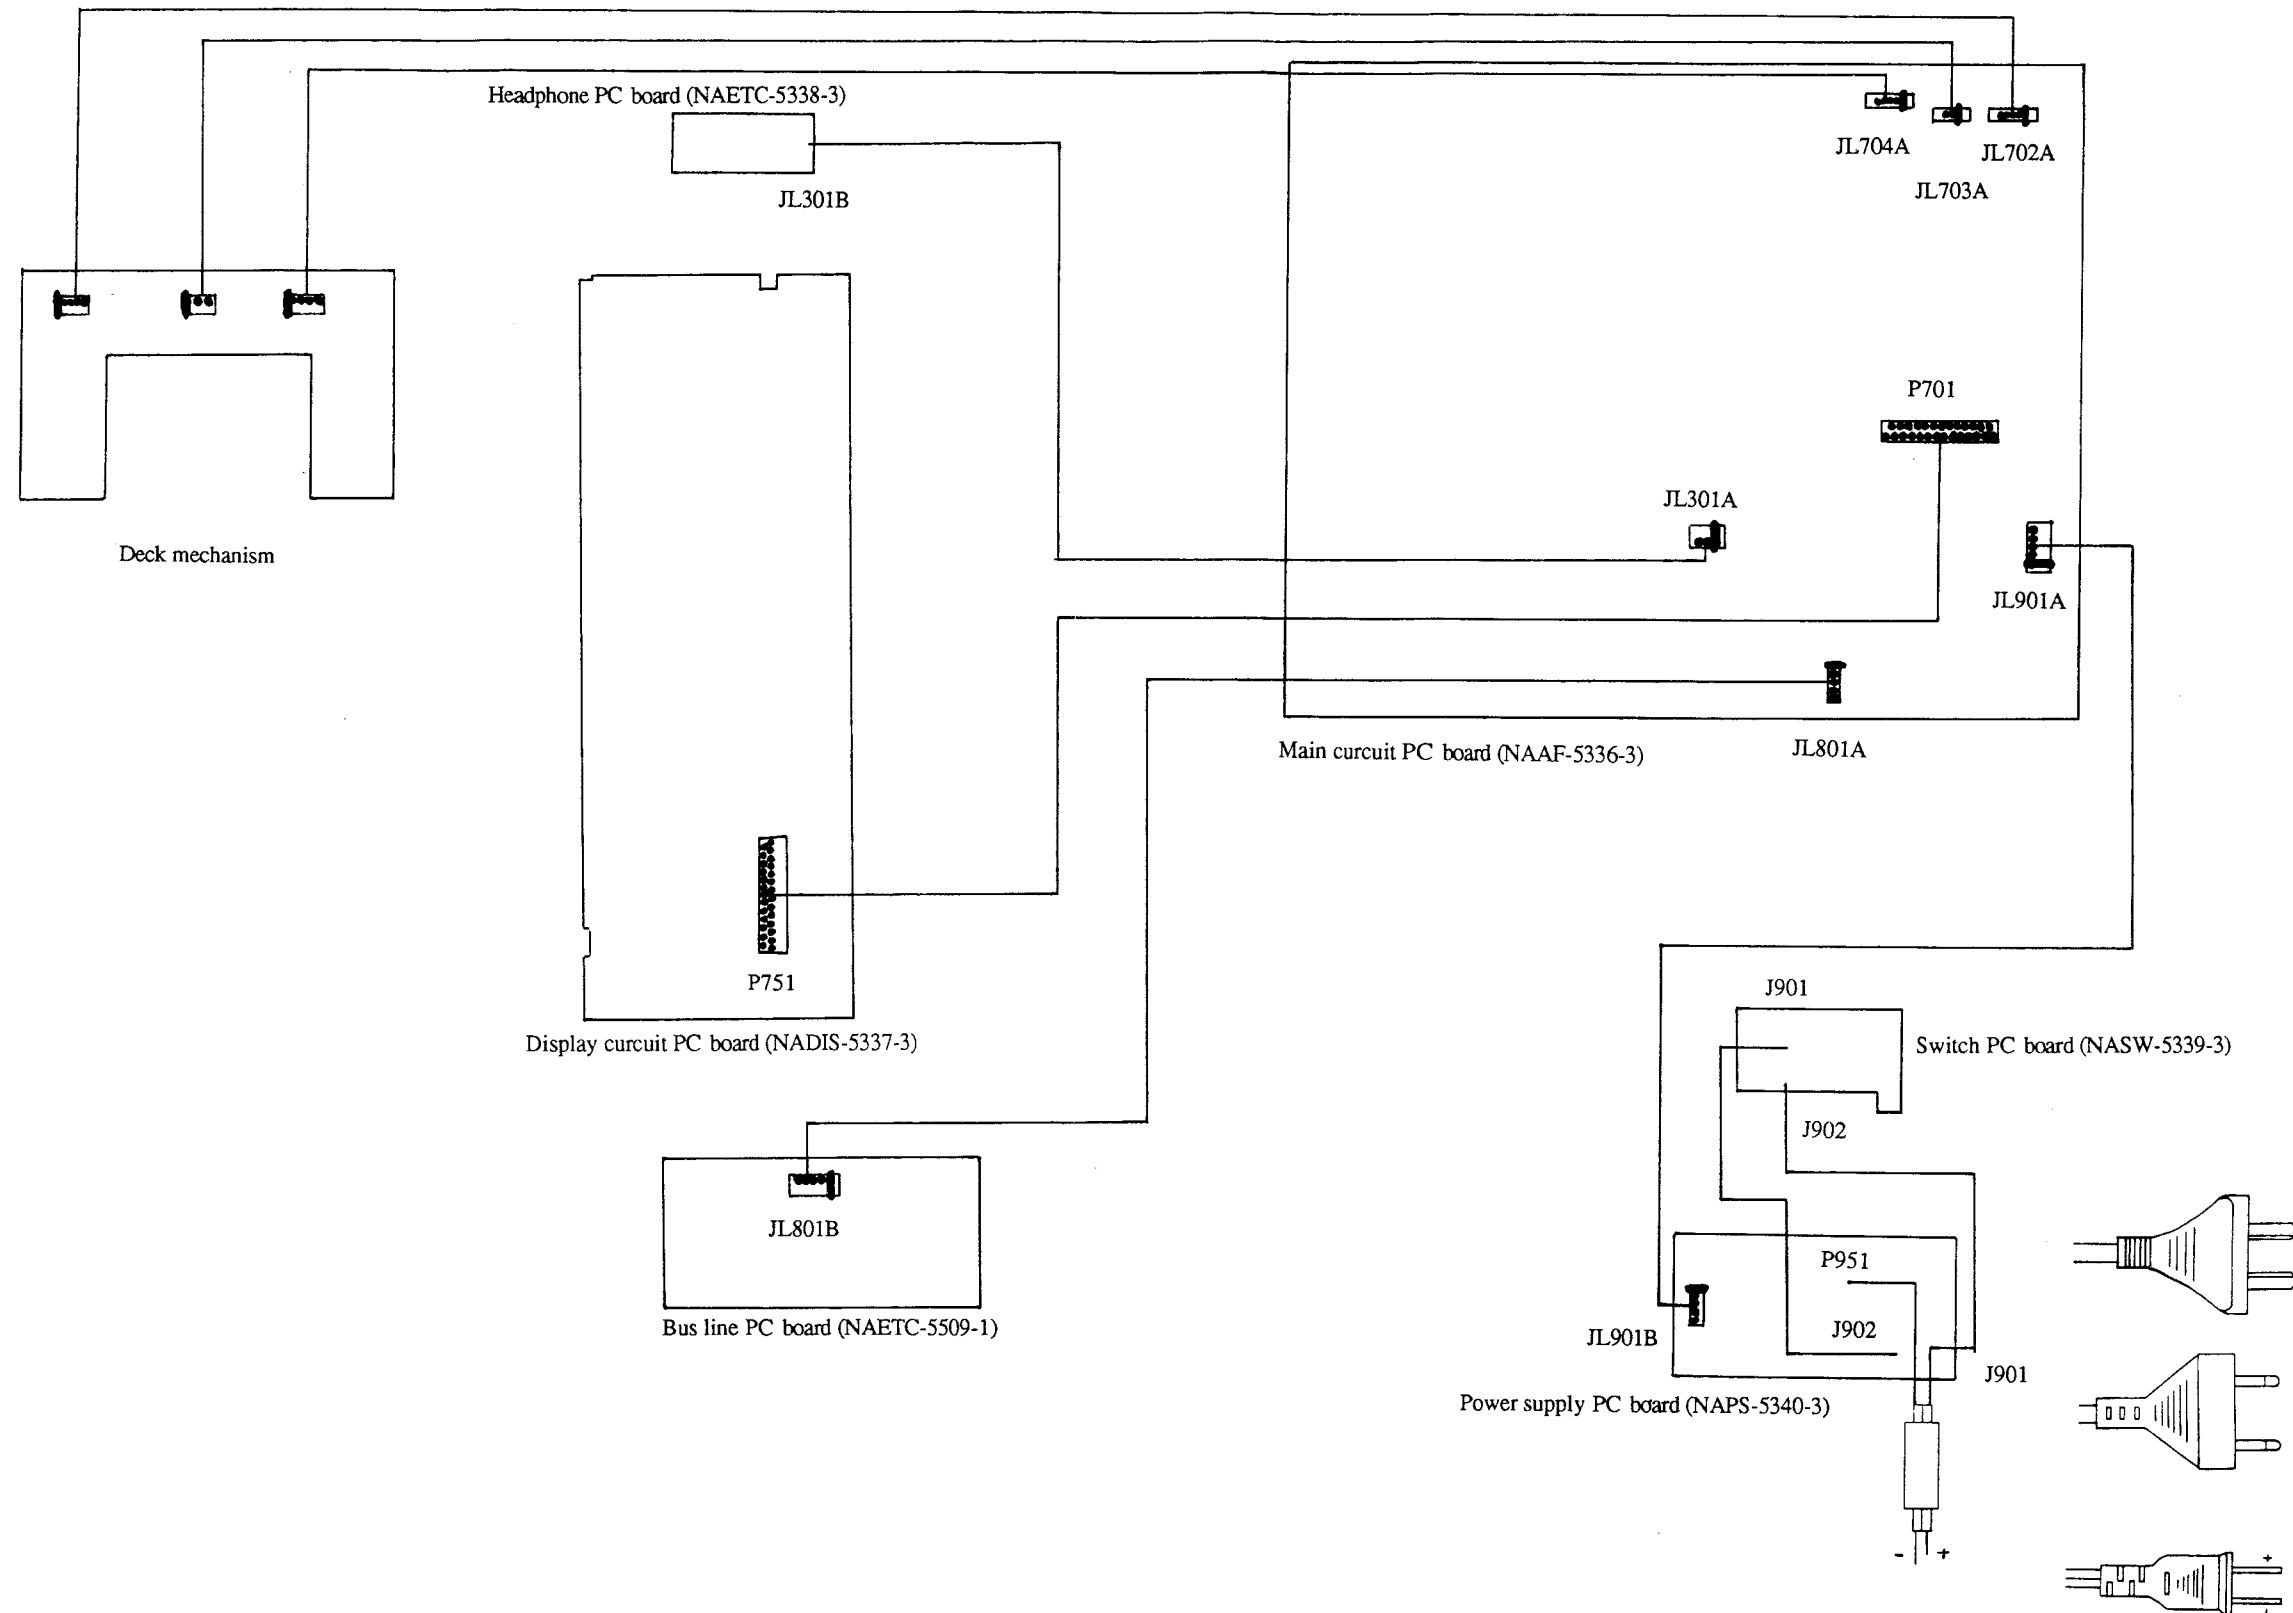 Headphone PC board (NAETC-5338-3)
JL301B
JL704A
JL702A
JL703A
P701
JL301A
Deck mechanism
JL901A
JL801A
Main curcuit PC board (NAAF-5336-3)
P751
J901
Display curcuit PC board (NADIS-5337-3)
Switch PC board (NASW-5339-3)
J902
JL801B
P951
Bus line PC board (NAETC-5509-1)
JL901B
J902
J901
Power supply PC board (NAPS-5340-3)
- +
+